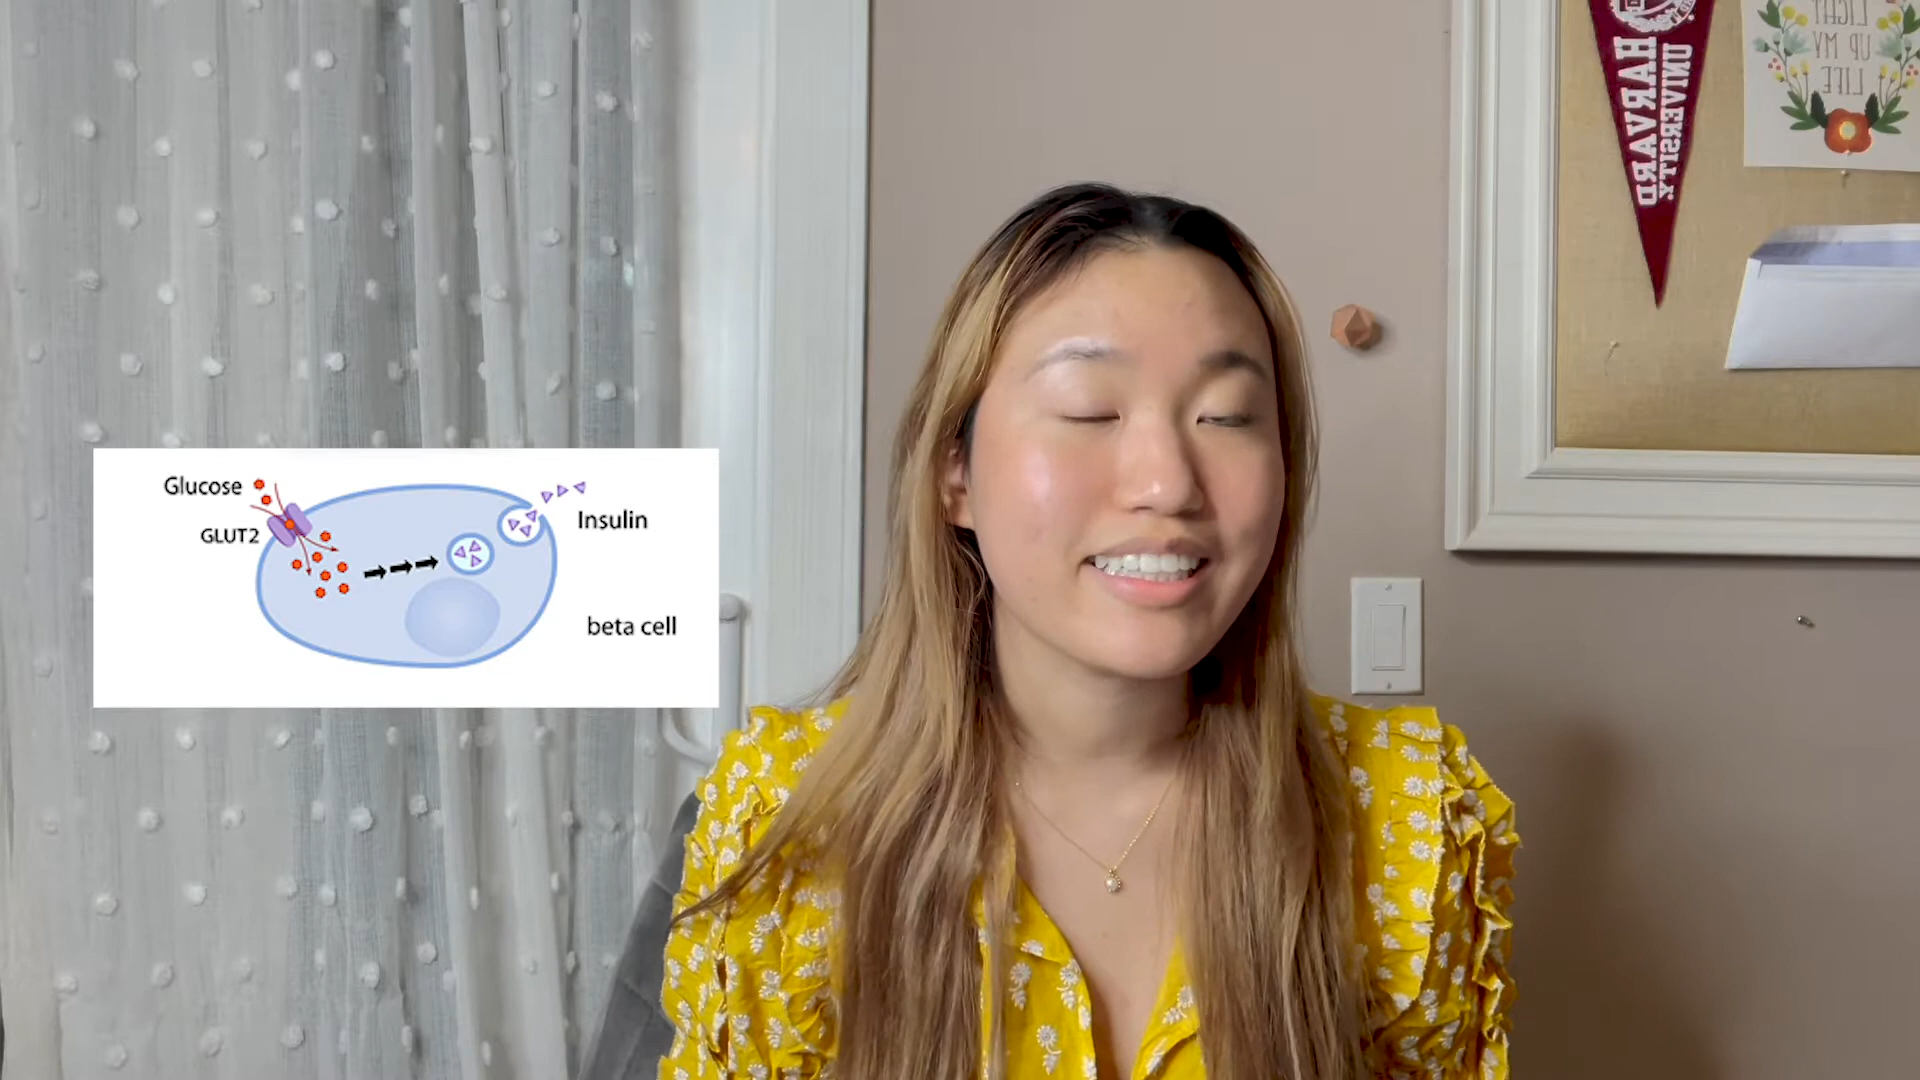 Glucose
GLUT2
Insulin
beta cell
HARVARD
UNIVERSITY
LIGHT
UP MY
LIFE